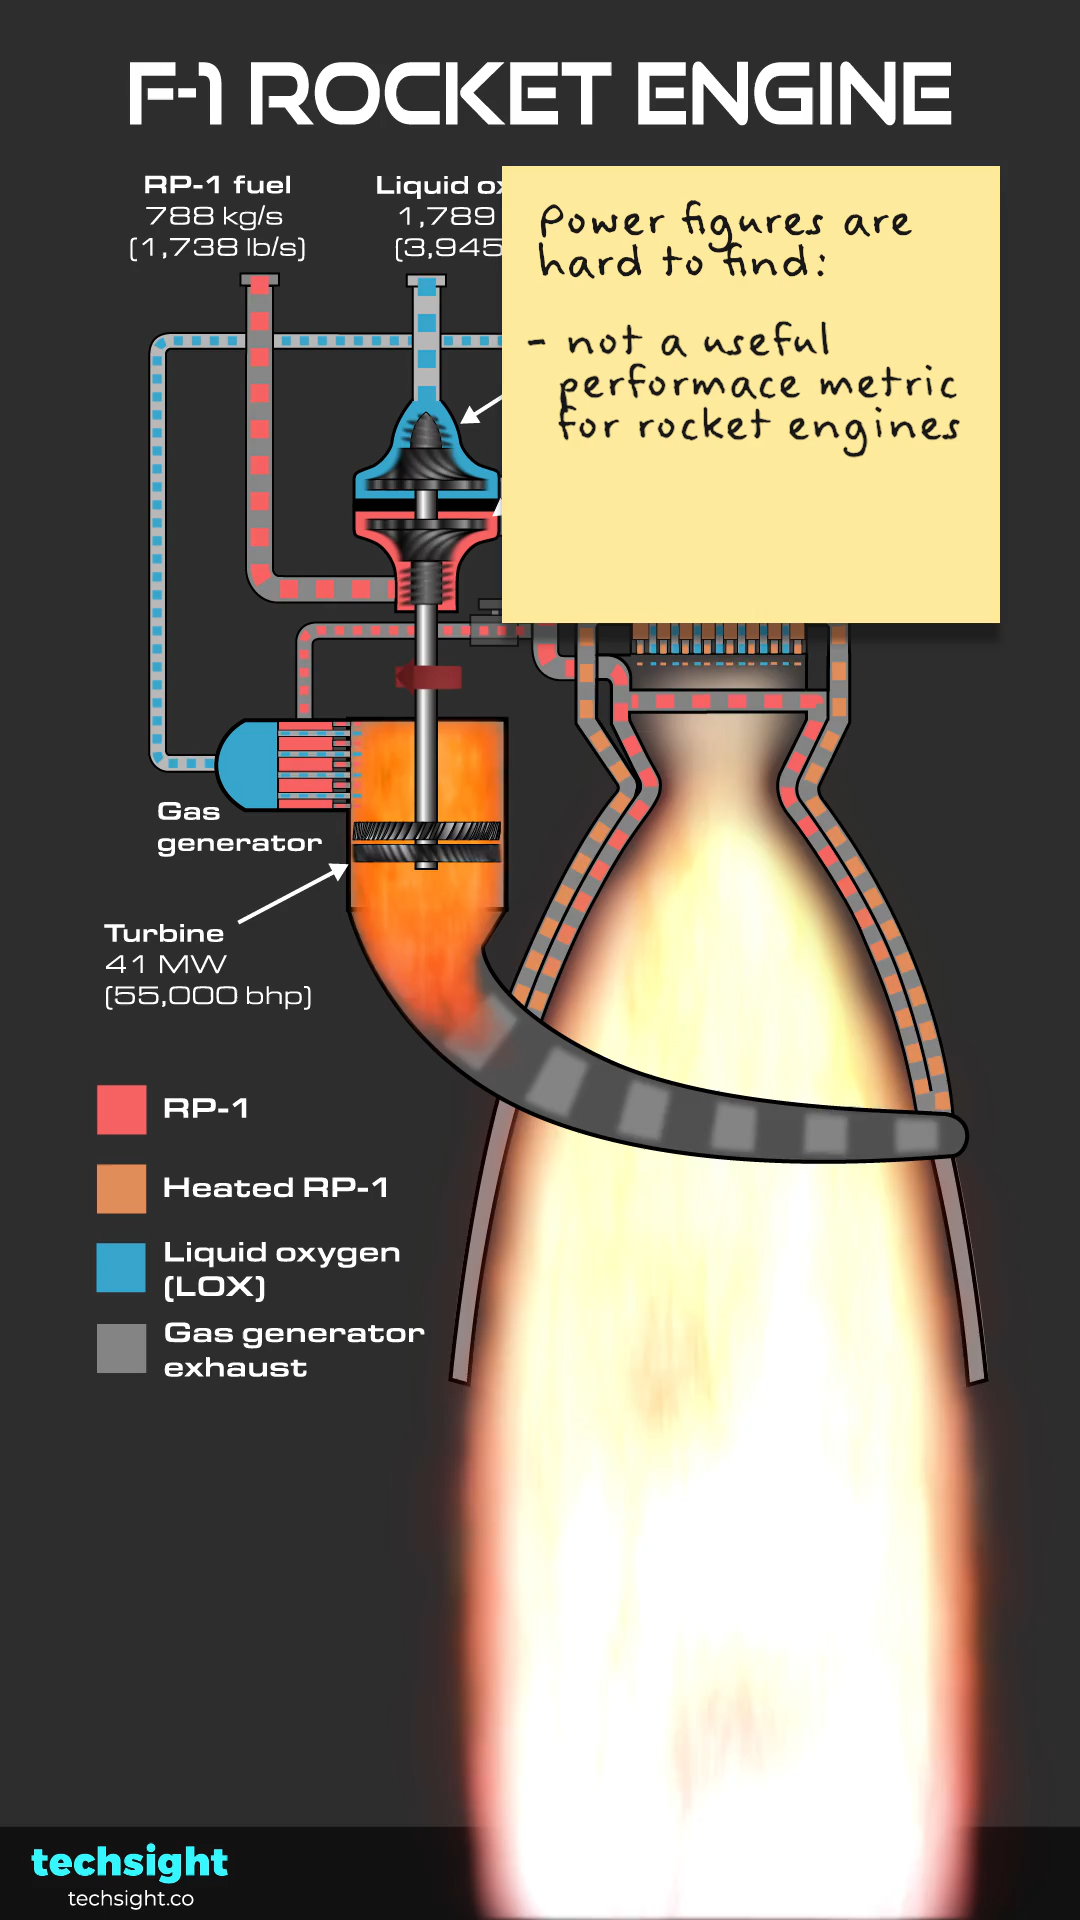 F-1 ROCKET ENGINE
RP-1 fuel
788 kg/s
(1,738 lb/s)
Liquid
1,789
(3,945
Power figures are
hard to find:
- not a useful
performace metric
for rocket engines
Gas
generator
Turbine
41 MW
(55,000 bhp)
RP-1
Heated RP-1
Liquid oxygen
(LOX)
Gas generator
exhaust
techsight
techsight.co